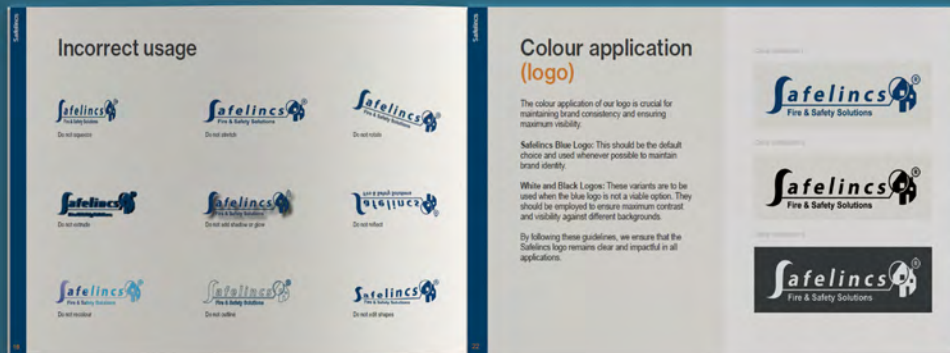 Safelincs
Incorrect usage
Safelincs®
Fire & Safety Solutions
Do not squeeze
Safelincs®
Fire & Safety Solutions
Do not stretch
Safelincs®
Fire & Safety Solutions
Do not rotate
Safelincs
Do not extrude
Safelincs
Fire & Safety Solutions
Do not add shadow or glow
Safelincs
Fire & Safety Solutions
Do not reflect
Safelincs®
Fire & Safety Solutions
Do not recolour
Safelincs®
Fire & Safety Solutions
Do not outline
Safelincs®
Fire & Safety Solutions
Do not edit shapes
18
Safelincs
Colour application
(logo)
The colour application of our logo is crucial for
maintaining brand consistency and ensuring
maximum visibility.
Safelincs Blue Logo: This should be the default
choice and used whenever possible to maintain
brand identity.
White and Black Logos: These variants are to be
used when the blue logo is not a viable option. They
should be employed to ensure maximum contrast
and visibility against different backgrounds.
By following these guidelines, we ensure that the
Safelincs logo remains clear and impactful in all
applications.
22
Safelincs®
Fire & Safety Solutions
Safelincs®
Fire & Safety Solutions
Safelincs®
Fire & Safety Solutions